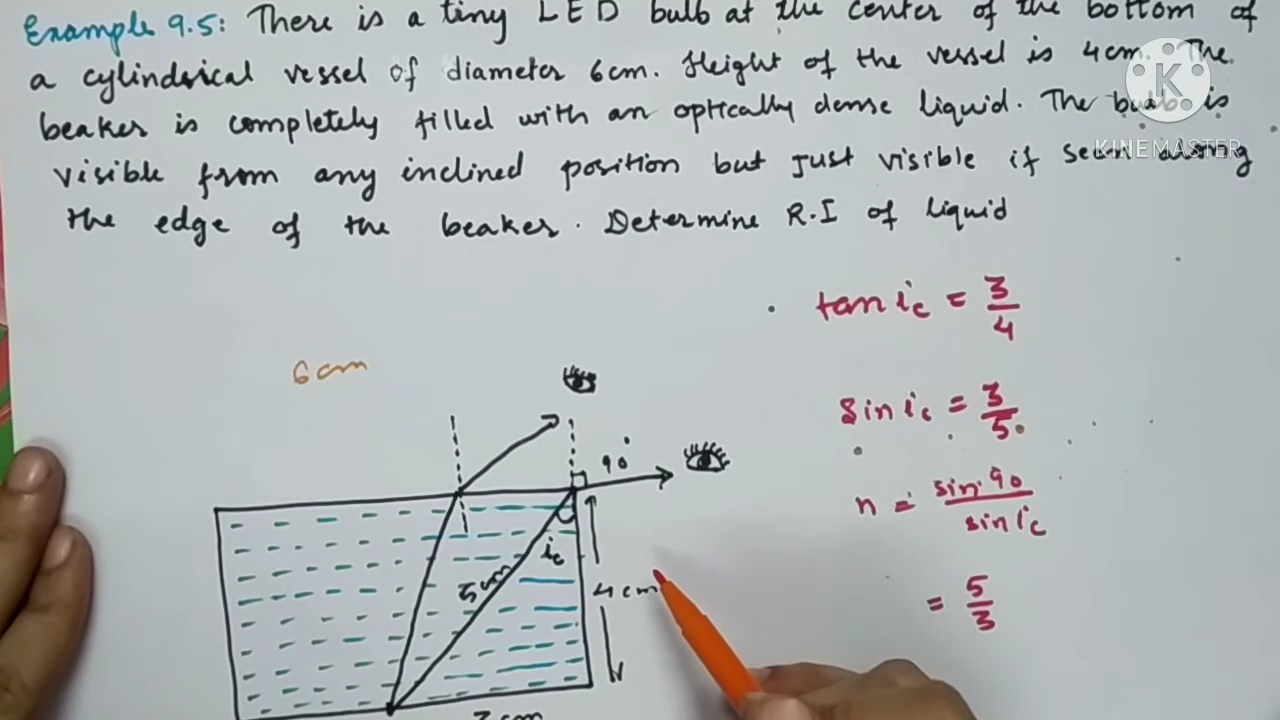 Example 9.5: There is a tiny LED bulb at the center of the bottom of
a cylindrical vessel of diameter 6cm. Height of the vessel is 4cm. The
beaker is completely filled with an optically dense liquid. The bulb is
visible from any inclined position but just visible if seen along
the edge of the beaker. Determine R.I of liquid
K
KINEMASTER
tan ic = 3/4
6cm
sin ic = 3/5
90°
n = sin 90/sin ic
ic
5cm
4cm
= 5/3
3cm